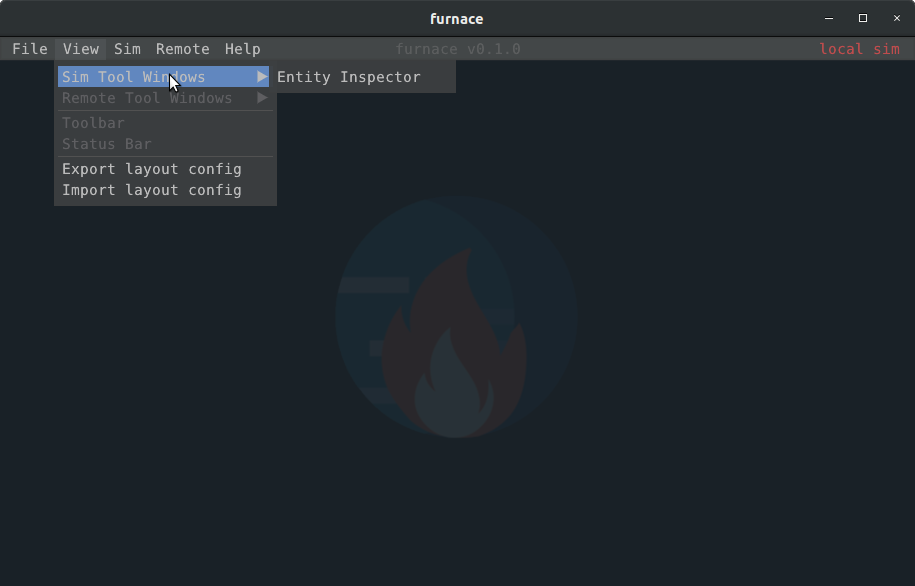 furnace
File View Sim Remote Help furnace v0.1.0 local sim
Sim Tool Windows Entity Inspector
Remote Tool Windows
Toolbar
Status Bar
Export layout config
Import layout config